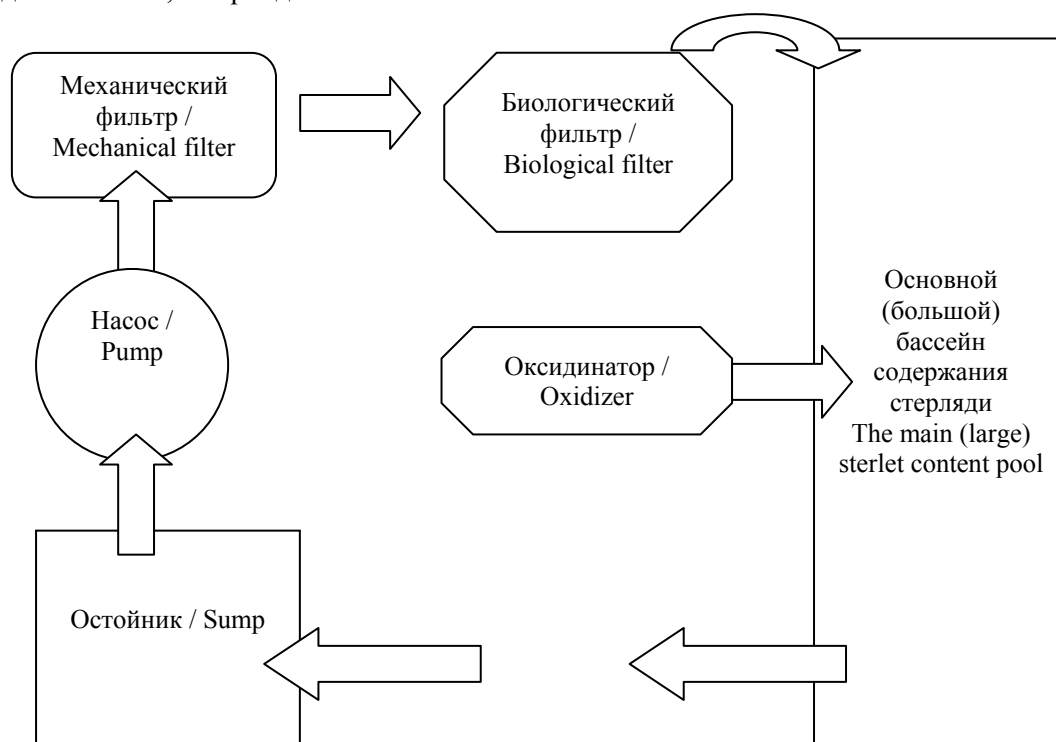 Механический
фильтр /
Mechanical filter
Биологический
фильтр /
Biological filter
Насос /
Pump
Оксидинатор /
Oxidizer
Основной
(большой)
бассейн
содержания
стерляди
The main (large)
sterlet content pool
Остойник / Sump